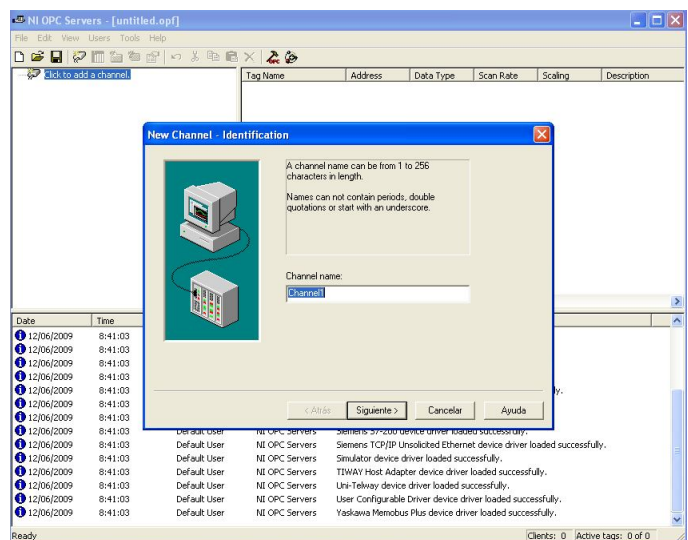 NI OPC Servers - [untitled.opf]
File Edit View Users Tools Help
Click to add a channel.
Tag Name Address Data Type Scan Rate Scaling Description
New Channel - Identification
A channel name can be from 1 to 256
characters in length.
Names can not contain periods, double
quotations or start with an underscore.
Channel name:
Channel1
< Atrás Siguiente > Cancelar Ayuda
Date Time
12/06/2009 8:41:03
12/06/2009 8:41:03
12/06/2009 8:41:03
12/06/2009 8:41:03
12/06/2009 8:41:03 ly.
12/06/2009 8:41:03
12/06/2009 8:41:03
12/06/2009 8:41:03 Default User NI OPC Servers Siemens S7-200 device driver loaded successfully.
12/06/2009 8:41:03 Default User NI OPC Servers Siemens TCP/IP Unsolicited Ethernet device driver loaded successfully.
12/06/2009 8:41:03 Default User NI OPC Servers Simulator device driver loaded successfully.
12/06/2009 8:41:03 Default User NI OPC Servers TIWAY Host Adapter device driver loaded successfully.
12/06/2009 8:41:03 Default User NI OPC Servers Uni-Telway device driver loaded successfully.
12/06/2009 8:41:03 Default User NI OPC Servers User Configurable Driver device driver loaded successfully.
12/06/2009 8:41:03 Default User NI OPC Servers Yaskawa Memobus Plus device driver loaded successfully.
Ready Clients: 0 Active tags: 0 of 0